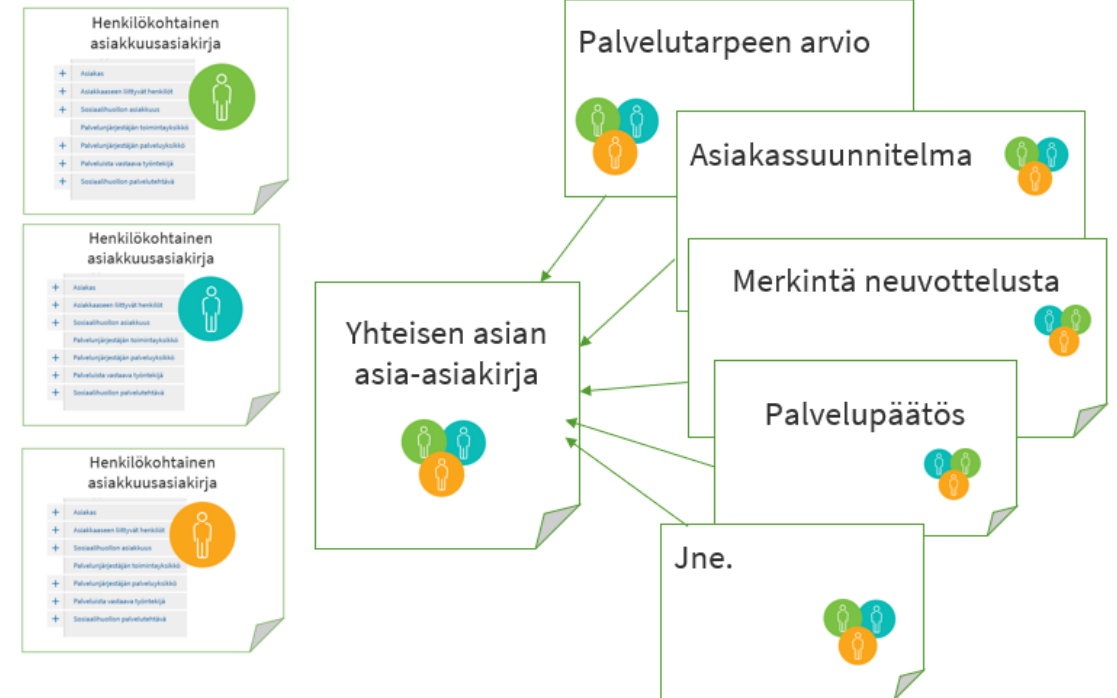 Henkilökohtainen
asiakkuusasiakirja
+ Asiakas
+ Asiakkaaseen liittyvät henkilöt
+ Sosiaalihuollon asiakkuus
Palvelunjärjestäjän toimintayksikkö
+ Palvelunjärjestäjän palveluyksikkö
+ Palveluista vastaava työntekijä
+ Sosiaalihuollon palvelutehtävä
Henkilökohtainen
asiakkuusasiakirja
+ Asiakas
+ Asiakkaaseen liittyvät henkilöt
+ Sosiaalihuollon asiakkuus
Palvelunjärjestäjän toimintayksikkö
+ Palvelunjärjestäjän palveluyksikkö
+ Palveluista vastaava työntekijä
+ Sosiaalihuollon palvelutehtävä
Henkilökohtainen
asiakkuusasiakirja
+ Asiakas
+ Asiakkaaseen liittyvät henkilöt
+ Sosiaalihuollon asiakkuus
Palvelunjärjestäjän toimintayksikkö
+ Palvelunjärjestäjän palveluyksikkö
+ Palveluista vastaava työntekijä
+ Sosiaalihuollon palvelutehtävä
Yhteisen asian
asia-asiakirja
Palvelutarpeen arvio
Asiakassuunnitelma
Merkintä neuvottelusta
Palvelupäätös
Jne.